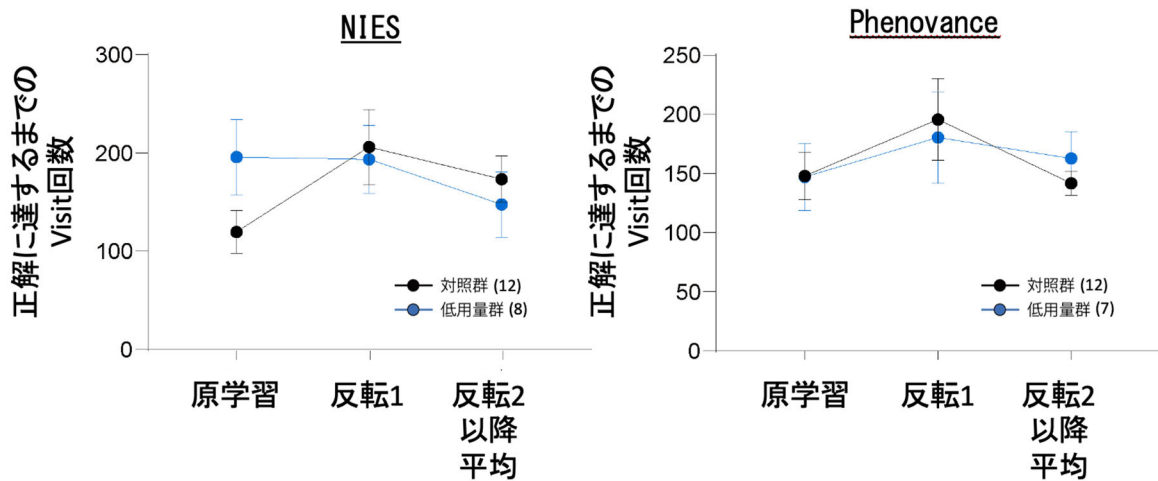 NIES
正解に達するまでの
Visit回数
300
200
100
0
対照群 (12)
低用量群 (8)
原学習
反転1
反転2
以降
平均
Phenovance
正解に達するまでの
Visit回数
250
200
150
100
50
0
対照群 (12)
低用量群 (7)
原学習
反転1
反転2
以降
平均